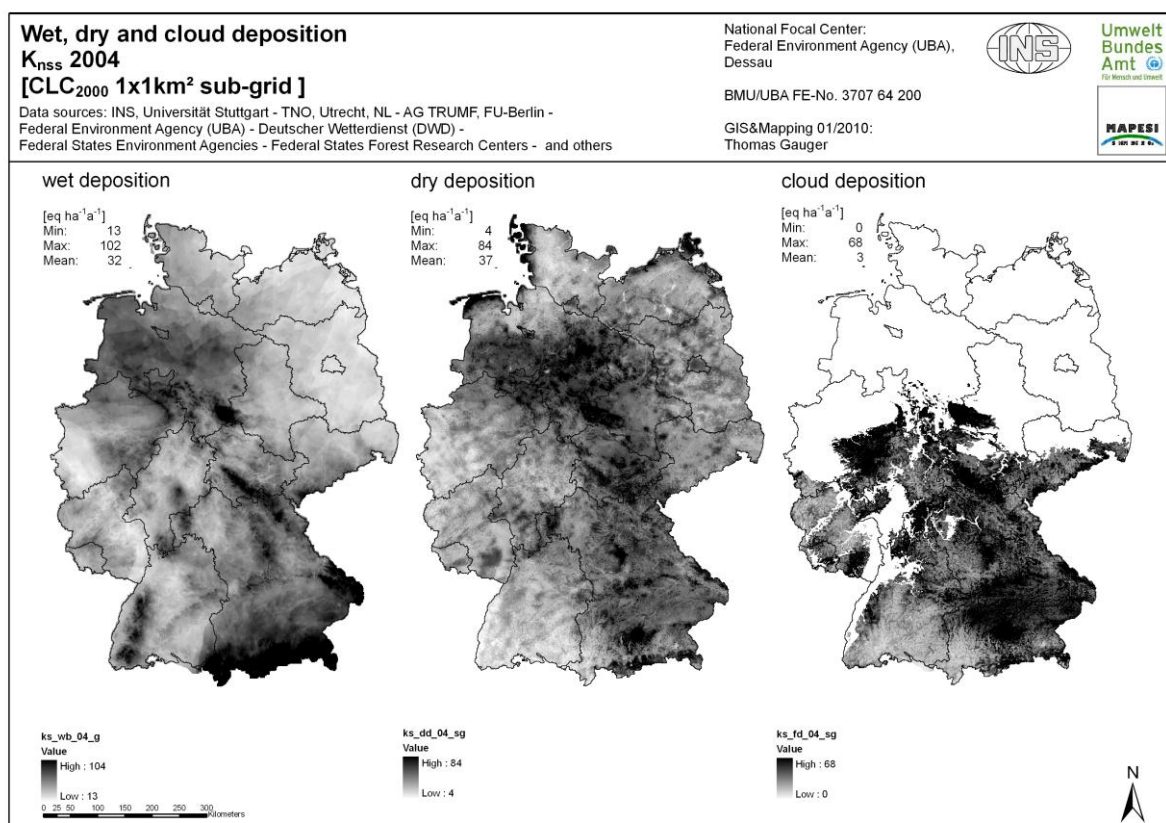 Wet, dry and cloud deposition
Knss 2004
[CLC2000 1x1km² sub-grid ]
Data sources: INS, Universität Stuttgart - TNO, Utrecht, NL - AG TRUMF, FU-Berlin -
Federal Environment Agency (UBA) - Deutscher Wetterdienst (DWD) -
Federal States Environment Agencies - Federal States Forest Research Centers - and others
National Focal Center:
Federal Environment Agency (UBA),
Dessau
BMU/UBA FE-No. 3707 64 200
GIS&Mapping 01/2010:
Thomas Gauger
INS
Umwelt
Bundes
Amt
Für Mensch und Umwelt
MAPESI
wet deposition
[eq ha⁻¹a⁻¹]
Min: 13
Max: 102
Mean: 32
dry deposition
[eq ha⁻¹a⁻¹]
Min: 4
Max: 84
Mean: 37
cloud deposition
[eq ha⁻¹a⁻¹]
Min: 0
Max: 68
Mean: 3
ks_wb_04_g
Value
High : 104
Low : 13
0 25 50 100 150 200 250 300
Kilometers
ks_dd_04_sg
Value
High : 84
Low : 4
ks_fd_04_sg
Value
High : 68
Low : 0
N